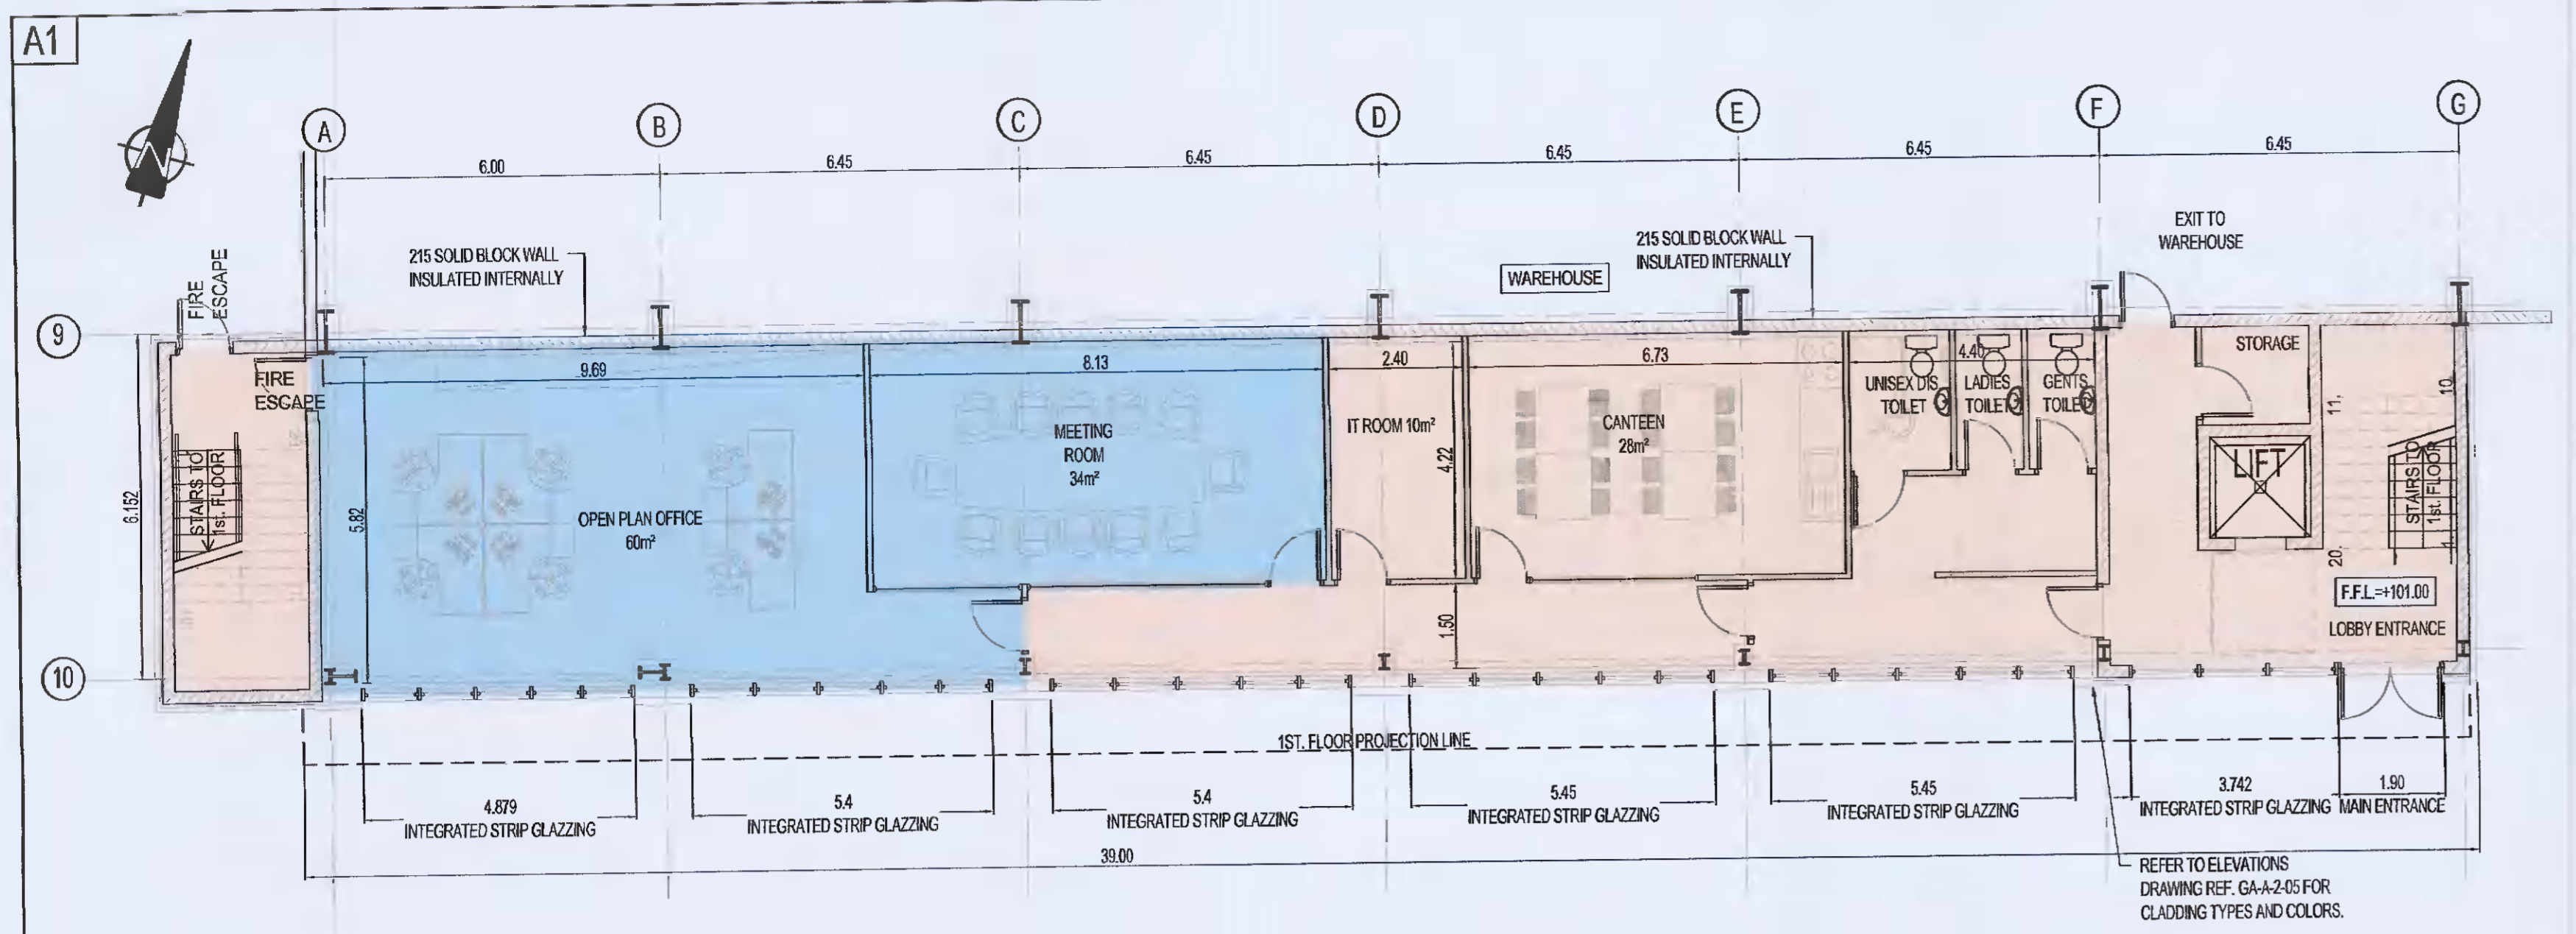 A1
A
B
C
D
E
F
G
6.00
6.45
6.45
6.45
6.45
6.45
EXIT TO
WAREHOUSE
215 SOLID BLOCK WALL
INSULATED INTERNALLY
WAREHOUSE
215 SOLID BLOCK WALL
INSULATED INTERNALLY
FIRE
ESCAPE
9
FIRE
ESCAPE
9.69
8.13
2.40
6.73
4.40
STORAGE
UNISEX DIS.
TOILET
LADIES
TOILET
GENTS
TOILET
11.
10.
MEETING
ROOM
34m²
IT ROOM 10m²
CANTEEN
28m²
4.22
LIFT
STAIRS TO
1st. FLOOR
STAIRS TO
1st. FLOOR
6.152
5.82
OPEN PLAN OFFICE
60m²
20.
1
F.F.L.=+101.00
LOBBY ENTRANCE
1.50
10
1ST. FLOOR PROJECTION LINE
4.879
INTEGRATED STRIP GLAZZING
5.4
INTEGRATED STRIP GLAZZING
5.4
INTEGRATED STRIP GLAZZING
5.45
INTEGRATED STRIP GLAZZING
5.45
INTEGRATED STRIP GLAZZING
3.742
INTEGRATED STRIP GLAZZING
1.90
MAIN ENTRANCE
39.00
REFER TO ELEVATIONS
DRAWING REF. GA-A-2-05 FOR
CLADDING TYPES AND COLORS.